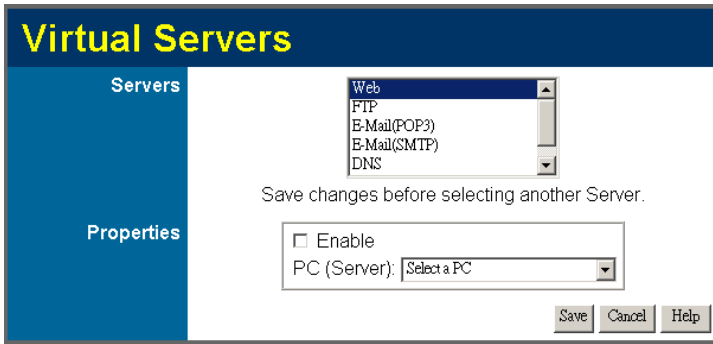 Virtual Servers
Servers
Web
FTP
E-Mail(POP3)
E-Mail(SMTP)
DNS
Save changes before selecting another Server.
Properties
Enable
PC (Server): Select a PC
Save Cancel Help